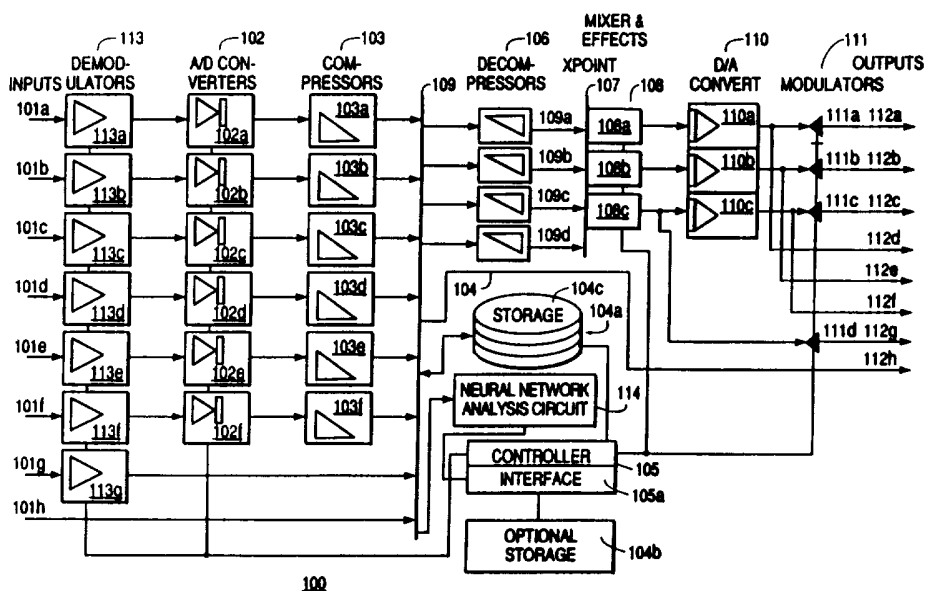 MIXER &
EFFECTS
113
102
103
106
XPOINT
110
111
DEMOD-
ULATORS
A/D CON-
VERTERS
COM-
PRESSORS
DECOM-
PRESSORS
D/A
CONVERT
MODULATORS
OUTPUTS
INPUTS
109
107
108
101a
113a
102a
103a
109a
108a
110a
111a 112a
101b
113b
102b
103b
109b
108b
110b
111b 112b
101c
113c
102c
103c
109c
108c
110c
111c 112c
109d
112d
101d
113d
102d
103d
104
104c
STORAGE
104a
112e
112f
101e
113e
102e
103e
111d 112g
112h
NEURAL NETWORK
ANALYSIS CIRCUIT
114
101f
113f
102f
103f
101g
113g
CONTROLLER
105
INTERFACE
105a
101h
OPTIONAL
STORAGE
104b
100